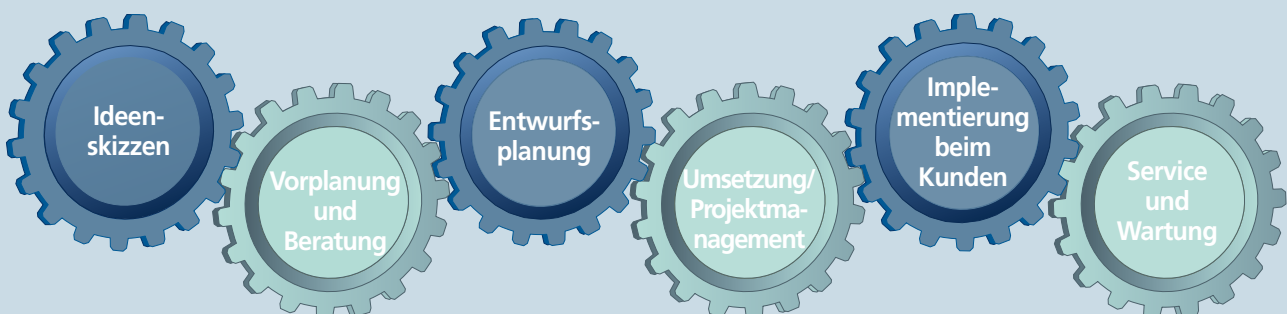 Ideen-
skizzen
Vorplanung
und
Beratung
Entwurfs-
planung
Umsetzung/
Projektma-
nagement
Imple-
mentierung
beim
Kunden
Service
und
Wartung